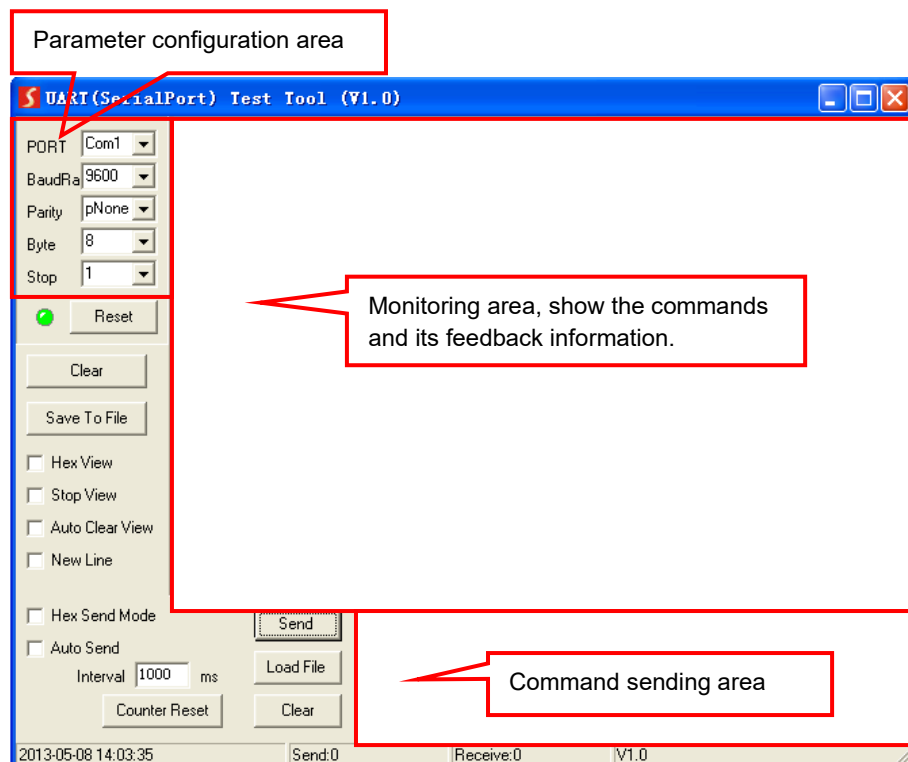 Parameter configuration area
UART(SerialPort) Test Tool (V1.0)
PORT Com1
BaudRa 9600
Parity pNone
Byte 8
Stop 1
Reset
Monitoring area, show the commands
and its feedback information.
Clear
Save To File
Hex View
Stop View
Auto Clear View
New Line
Hex Send Mode
Send
Auto Send
Interval 1000 ms
Load File
Command sending area
Counter Reset
Clear
2013-05-08 14:03:35 Send:0 Receive:0 V1.0